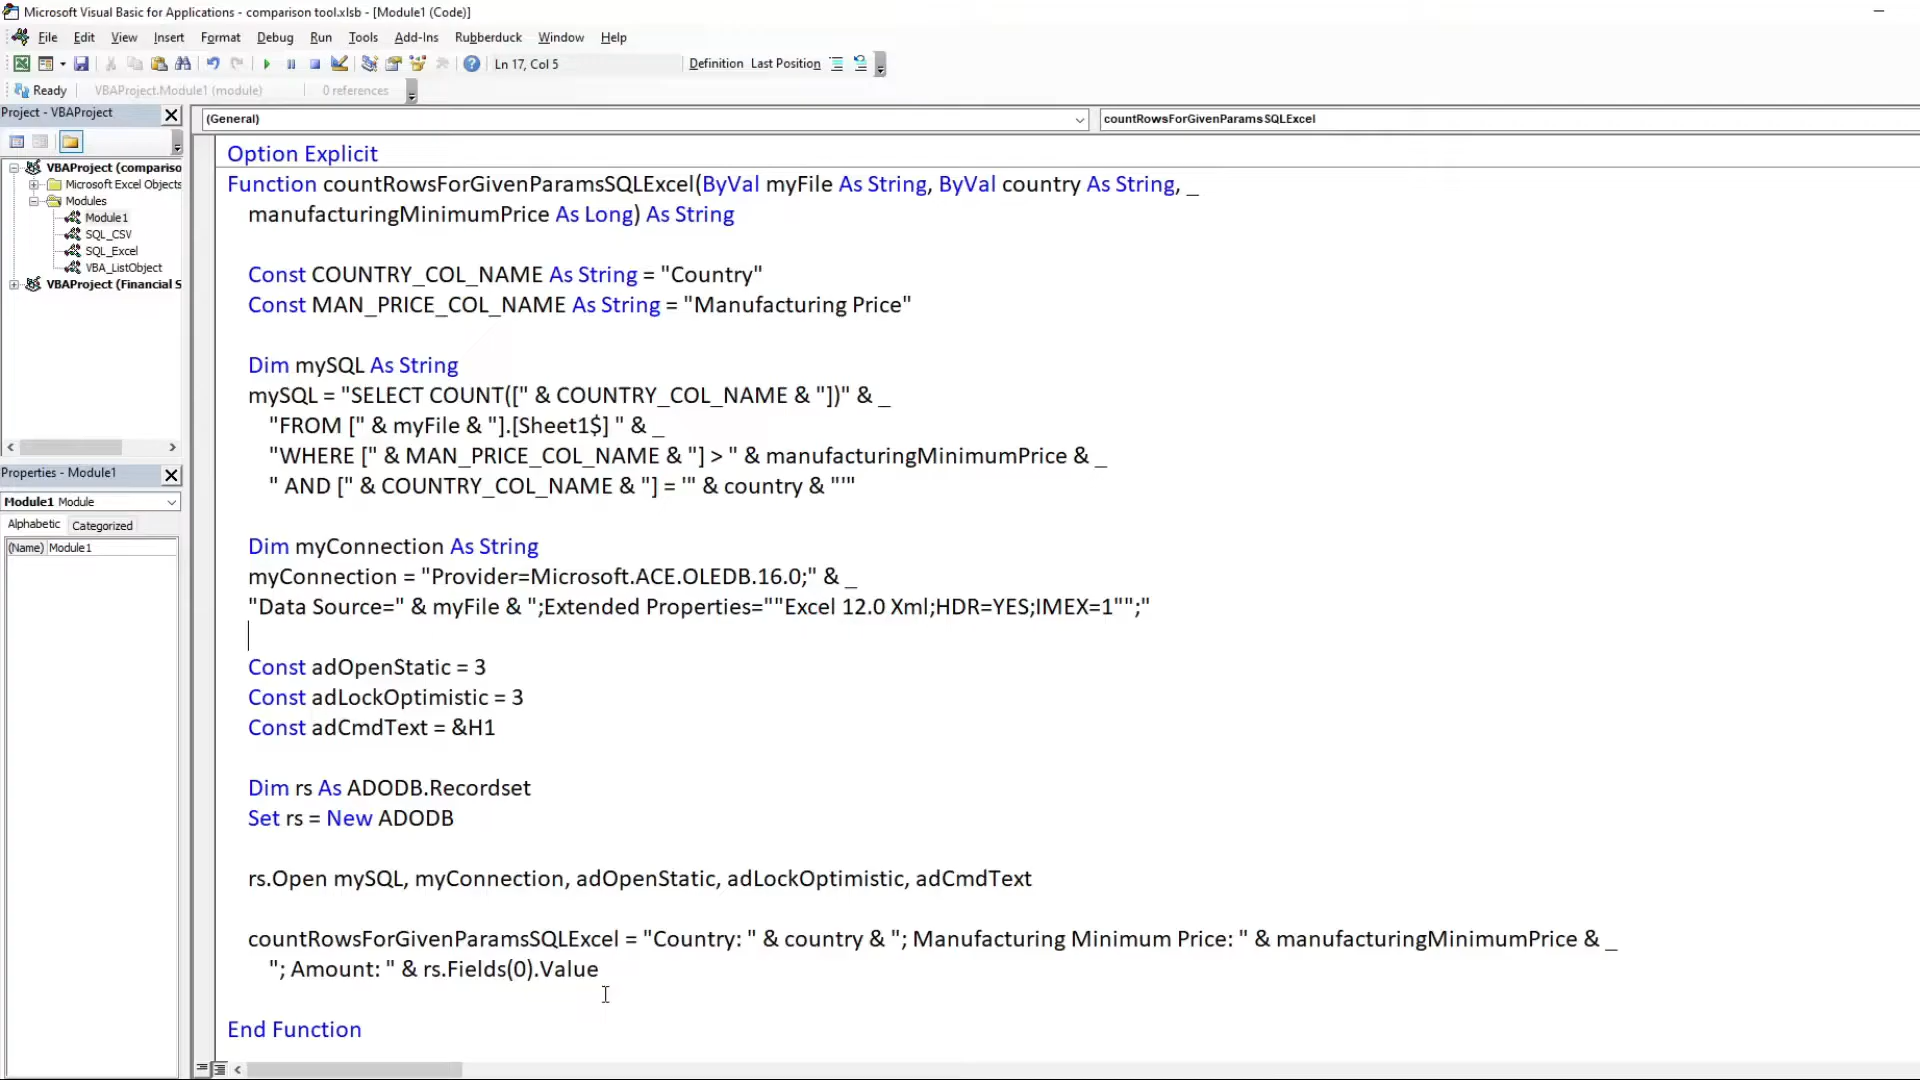 Microsoft Visual Basic for Applications - comparison tool.xlsb - [Module1 (Code)]
File Edit View Insert Format Debug Run Tools Add-Ins Rubberduck Window Help
Ln 17, Col 5 Definition Last Position
Ready VBAProject.Module1 (module) 0 references
Project - VBAProject
(General) countRowsForGivenParamsSQLExcel
VBAProject (compariso
Microsoft Excel Objects
Modules
Module1
SQL_CSV
SQL_Excel
VBA_ListObject
VBAProject (Financial S
Properties - Module1
Module1 Module
Alphabetic Categorized
(Name) Module1
Option Explicit
Function countRowsForGivenParamsSQLExcel(ByVal myFile As String, ByVal country As String, _
manufacturingMinimumPrice As Long) As String
Const COUNTRY_COL_NAME As String = "Country"
Const MAN_PRICE_COL_NAME As String = "Manufacturing Price"
Dim mySQL As String
mySQL = "SELECT COUNT([" & COUNTRY_COL_NAME & "])" & _
"FROM [" & myFile & "].[Sheet1$] " & _
"WHERE [" & MAN_PRICE_COL_NAME & "] > " & manufacturingMinimumPrice & _
" AND [" & COUNTRY_COL_NAME & "] = '" & country & "'"
Dim myConnection As String
myConnection = "Provider=Microsoft.ACE.OLEDB.16.0;" & _
"Data Source=" & myFile & ";Extended Properties=""Excel 12.0 Xml;HDR=YES;IMEX=1"";"
Const adOpenStatic = 3
Const adLockOptimistic = 3
Const adCmdText = &H1
Dim rs As ADODB.Recordset
Set rs = New ADODB
rs.Open mySQL, myConnection, adOpenStatic, adLockOptimistic, adCmdText
countRowsForGivenParamsSQLExcel = "Country: " & country & "; Manufacturing Minimum Price: " & manufacturingMinimumPrice & _
"; Amount: " & rs.Fields(0).Value
End Function